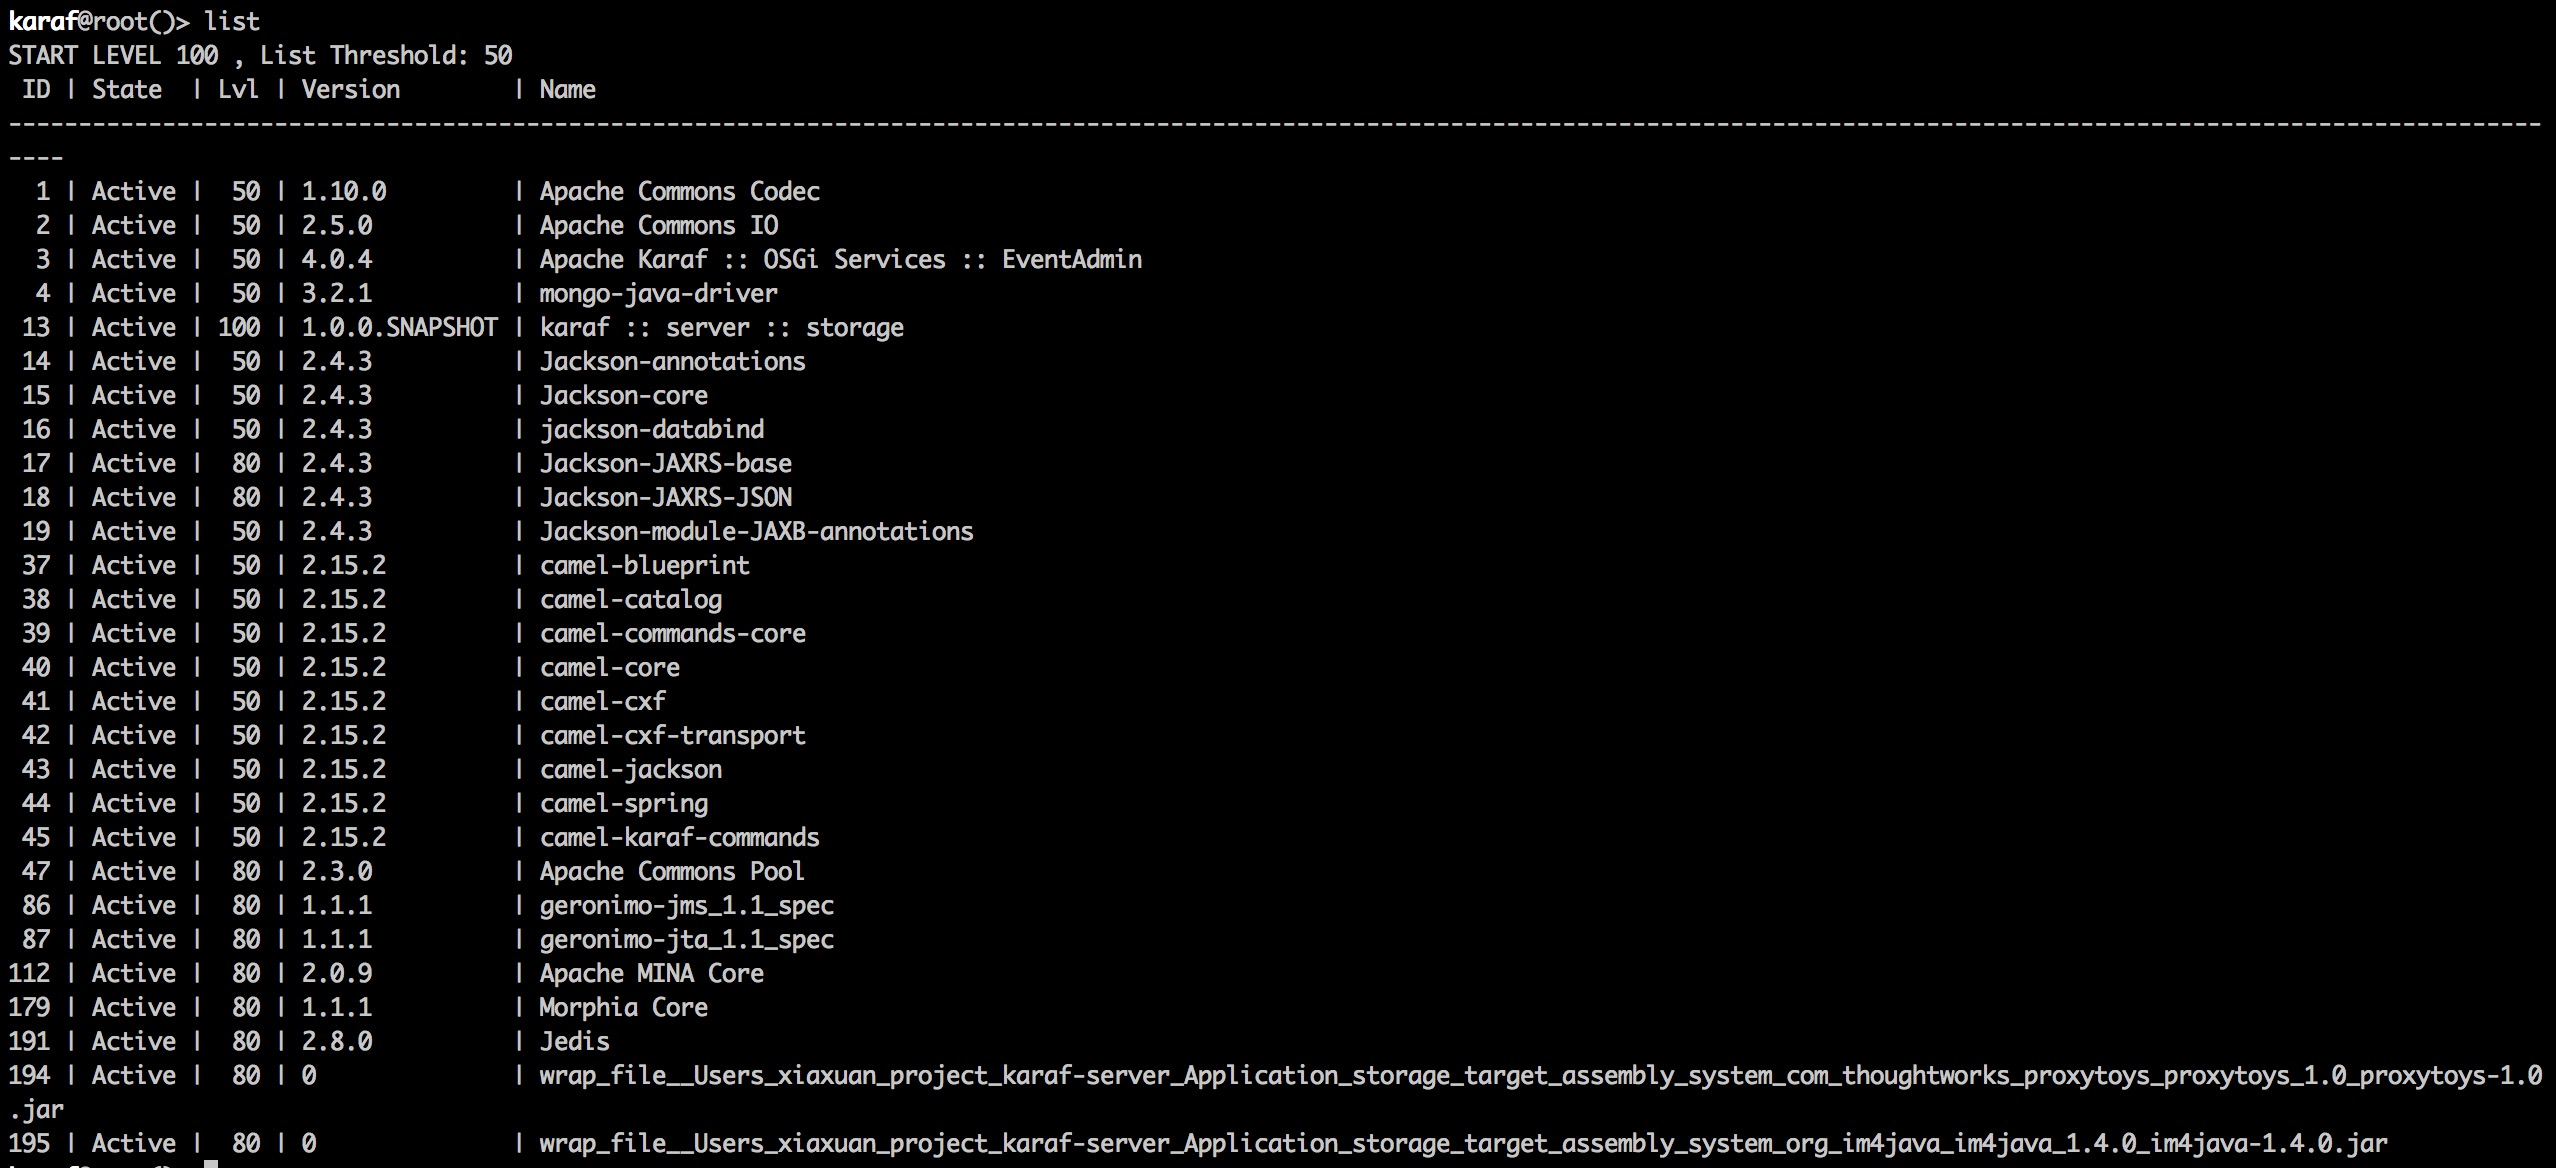 karaf@root()> list
START LEVEL 100 , List Threshold: 50
 ID | State  | Lvl | Version        | Name
-------------------------------------------------------------------------------------------------------------------------------------------------------------------------------------
----
  1 | Active |  50 | 1.10.0         | Apache Commons Codec
  2 | Active |  50 | 2.5.0          | Apache Commons IO
  3 | Active |  50 | 4.0.4          | Apache Karaf :: OSGi Services :: EventAdmin
  4 | Active |  50 | 3.2.1          | mongo-java-driver
 13 | Active | 100 | 1.0.0.SNAPSHOT | karaf :: server :: storage
 14 | Active |  50 | 2.4.3          | Jackson-annotations
 15 | Active |  50 | 2.4.3          | Jackson-core
 16 | Active |  50 | 2.4.3          | jackson-databind
 17 | Active |  80 | 2.4.3          | Jackson-JAXRS-base
 18 | Active |  80 | 2.4.3          | Jackson-JAXRS-JSON
 19 | Active |  50 | 2.4.3          | Jackson-module-JAXB-annotations
 37 | Active |  50 | 2.15.2         | camel-blueprint
 38 | Active |  50 | 2.15.2         | camel-catalog
 39 | Active |  50 | 2.15.2         | camel-commands-core
 40 | Active |  50 | 2.15.2         | camel-core
 41 | Active |  50 | 2.15.2         | camel-cxf
 42 | Active |  50 | 2.15.2         | camel-cxf-transport
 43 | Active |  50 | 2.15.2         | camel-jackson
 44 | Active |  50 | 2.15.2         | camel-spring
 45 | Active |  50 | 2.15.2         | camel-karaf-commands
 47 | Active |  80 | 2.3.0          | Apache Commons Pool
 86 | Active |  80 | 1.1.1          | geronimo-jms_1.1_spec
 87 | Active |  80 | 1.1.1          | geronimo-jta_1.1_spec
112 | Active |  80 | 2.0.9          | Apache MINA Core
179 | Active |  80 | 1.1.1          | Morphia Core
191 | Active |  80 | 2.8.0          | Jedis
194 | Active |  80 | 0              | wrap_file__Users_xiaxuan_project_karaf-server_Application_storage_target_assembly_system_com_thoughtworks_proxytoys_proxytoys_1.0_proxytoys-1.0
.jar
195 | Active |  80 | 0              | wrap_file__Users_xiaxuan_project_karaf-server_Application_storage_target_assembly_system_org_im4java_im4java_1.4.0_im4java-1.4.0.jar